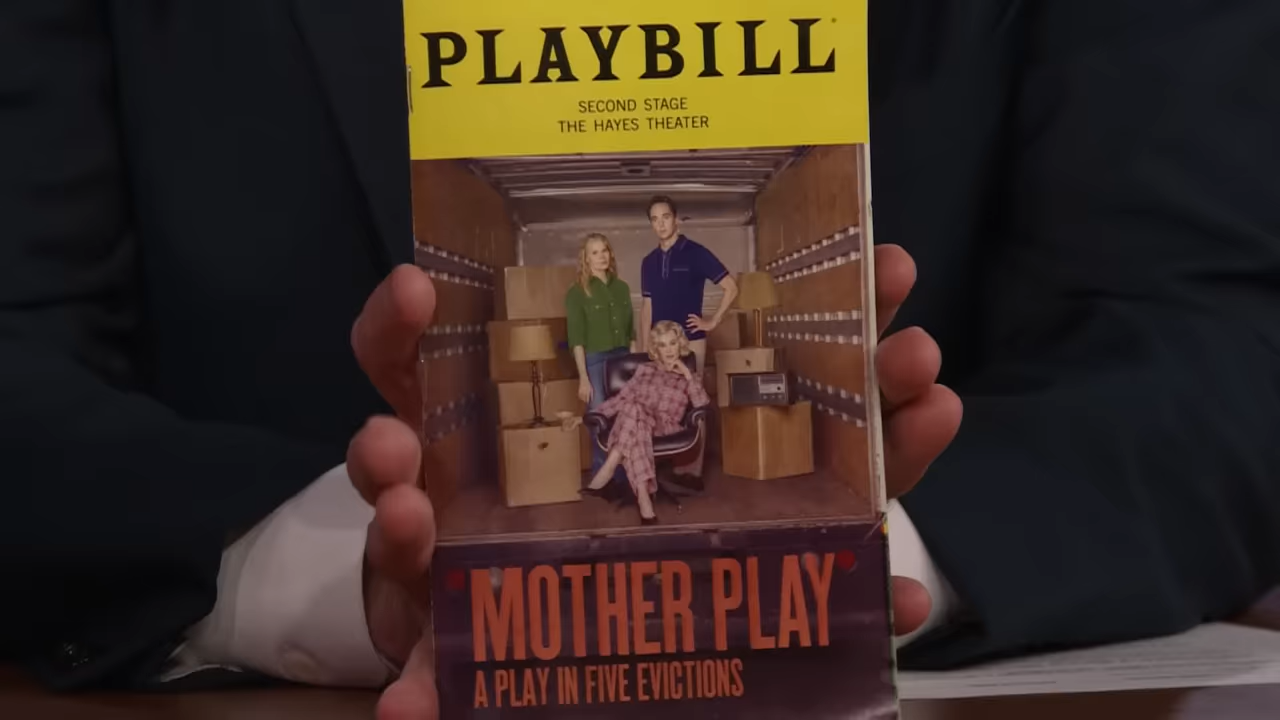 PLAYBILL
SECOND STAGE
THE HAYES THEATER
MOTHER PLAY
A PLAY IN FIVE EVICTIONS